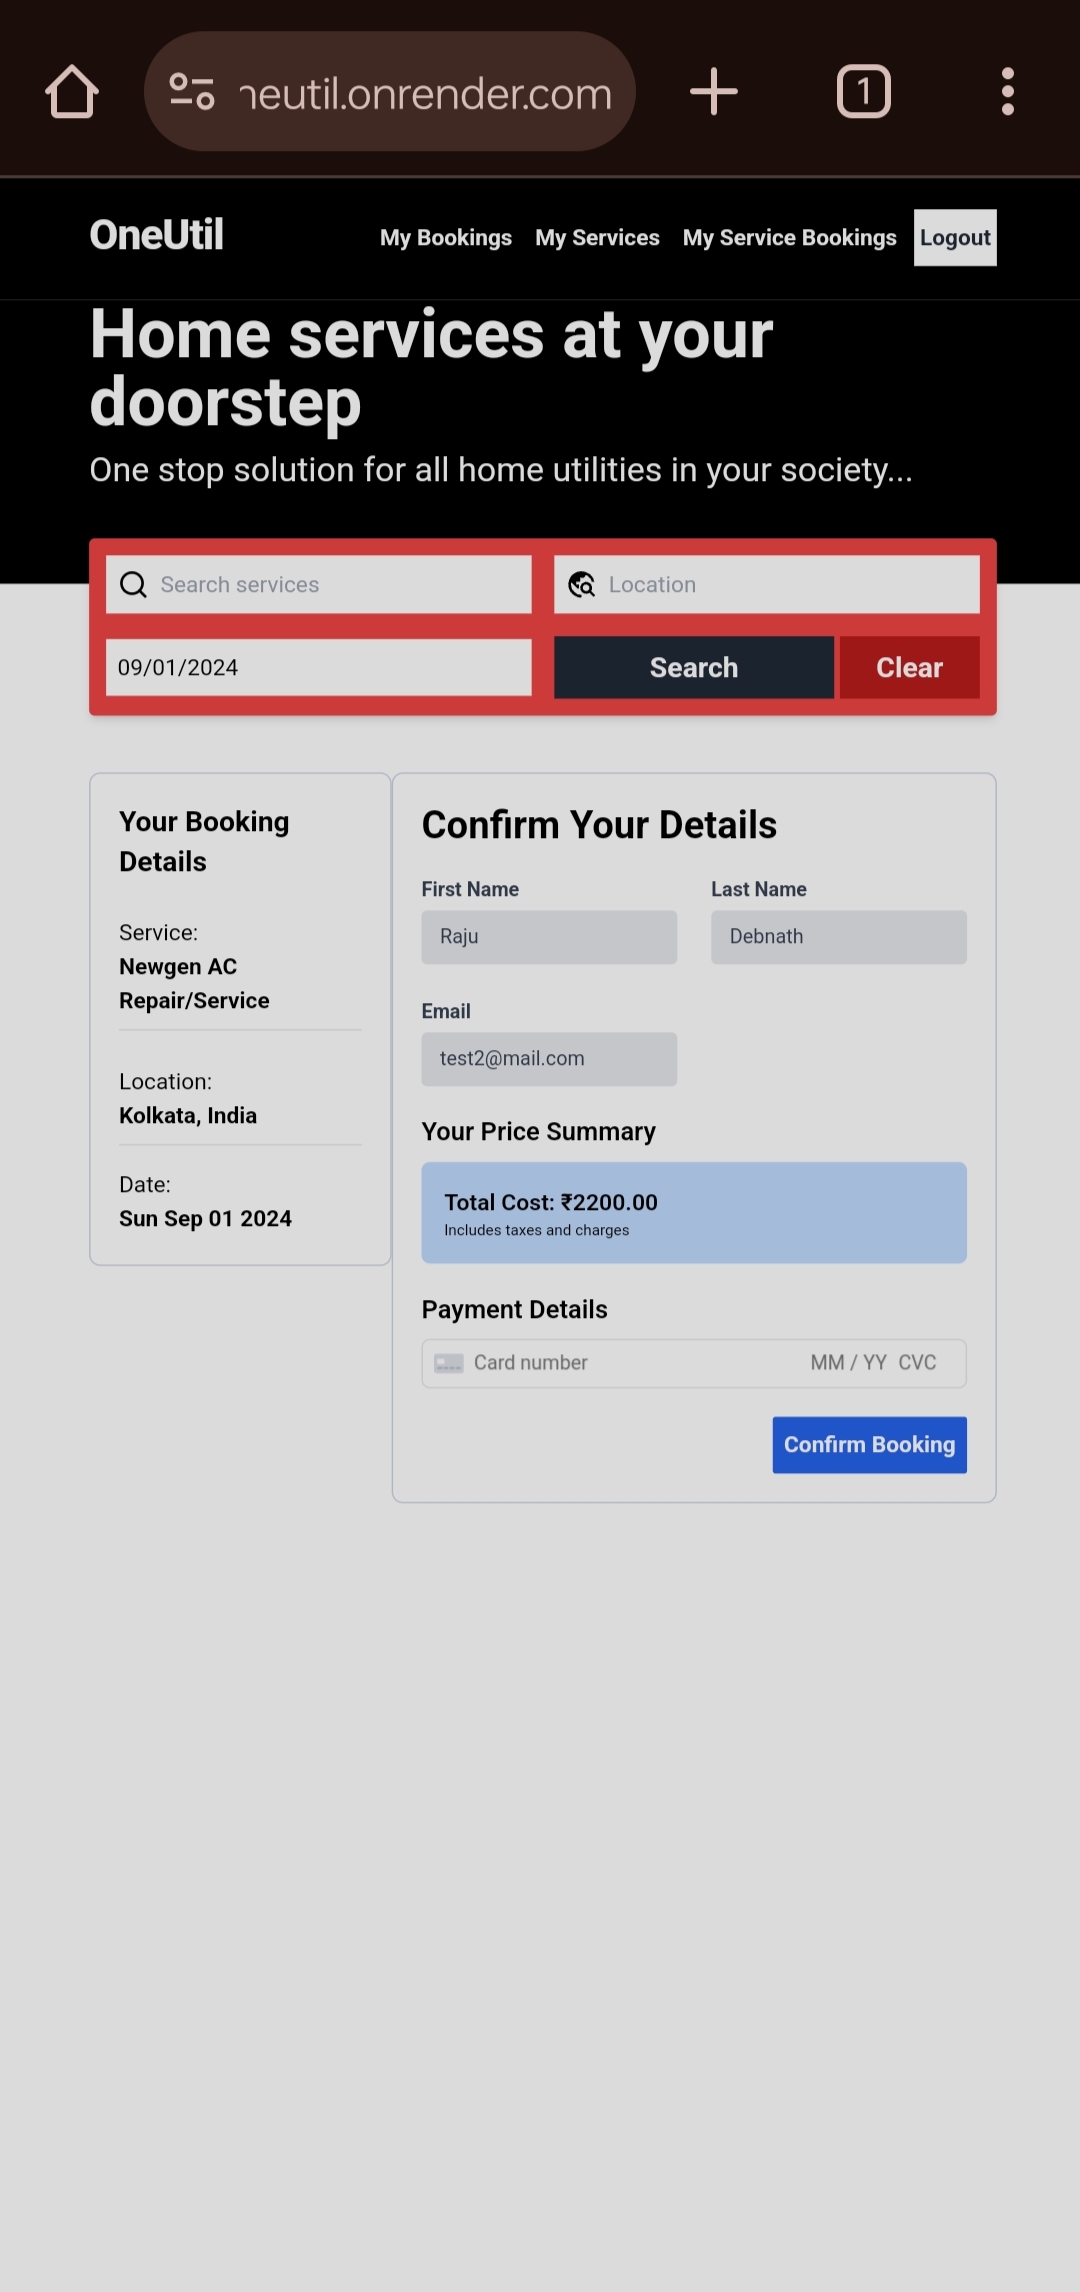 neutil.onrender.com
1
OneUtil
My Bookings
My Services
My Service Bookings
Logout
Home services at your
doorstep
One stop solution for all home utilities in your society...
Search services
Location
09/01/2024
Search
Clear
Your Booking
Details
Service:
Newgen AC
Repair/Service
Location:
Kolkata, India
Date:
Sun Sep 01 2024
Confirm Your Details
First Name
Last Name
Raju
Debnath
Email
test2@mail.com
Your Price Summary
Total Cost: ₹2200.00
Includes taxes and charges
Payment Details
Card number
MM / YY CVC
Confirm Booking